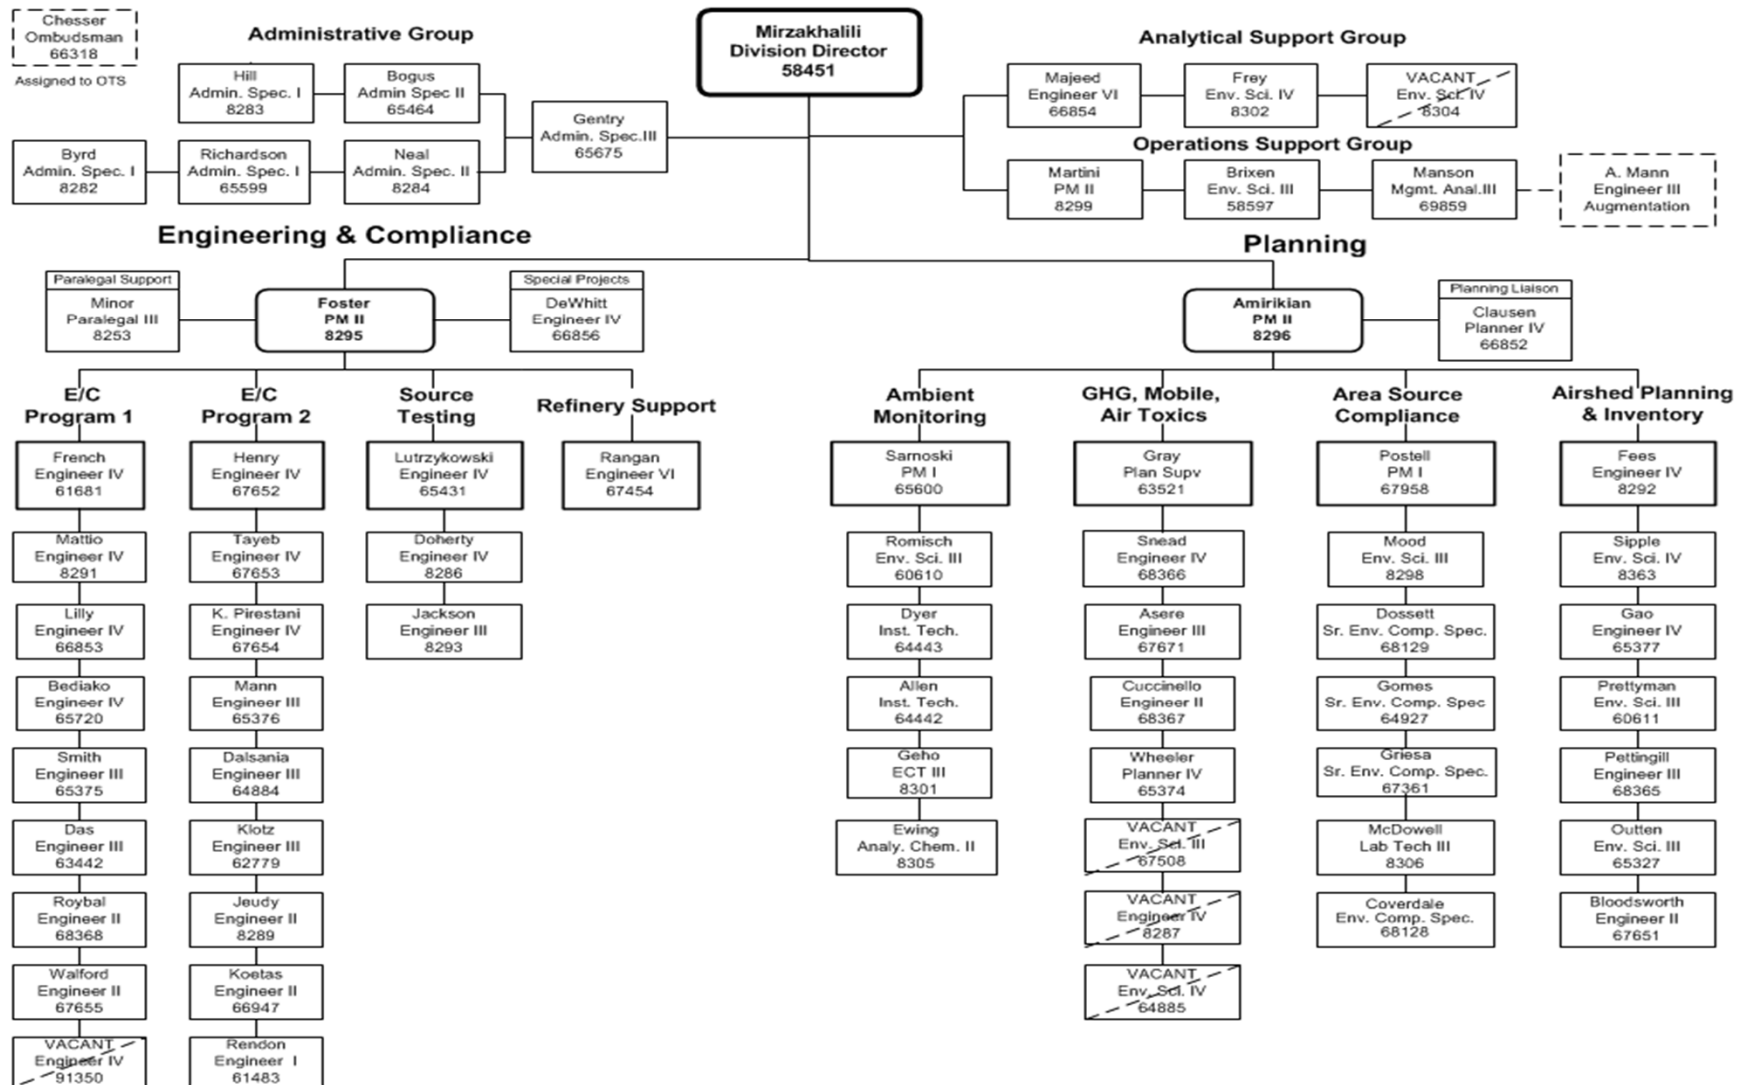 Chesser
Ombudsman
66318
Assigned to OTS
Administrative Group
Hill
Admin. Spec. I
8283
Bogus
Admin Spec II
65464
Byrd
Admin. Spec. I
8282
Richardson
Admin. Spec. I
65599
Neal
Admin. Spec. II
8284
Gentry
Admin. Spec.III
65675
Mirzakhalili
Division Director
58451
Analytical Support Group
Majeed
Engineer VI
66854
Frey
Env. Sci. IV
8302
VACANT
Env. Sci. IV
8304
Operations Support Group
Martini
PM II
8299
Brixen
Env. Sci. III
58597
Manson
Mgmt. Anal.III
69859
A. Mann
Engineer III
Augmentation
Engineering & Compliance
Paralegal Support
Minor
Paralegal III
8253
Foster
PM II
8295
Special Projects
DeWhitt
Engineer IV
66856
Planning
Amirikian
PM II
8296
Planning Liaison
Clausen
Planner IV
66852
E/C
Program 1
French
Engineer IV
61681
Mattio
Engineer IV
8291
Lilly
Engineer IV
66853
Bediako
Engineer IV
65720
Smith
Engineer III
65375
Das
Engineer III
63442
Roybal
Engineer II
68368
Walford
Engineer II
67655
VACANT
Engineer IV
91350
E/C
Program 2
Henry
Engineer IV
67652
Tayeb
Engineer IV
67653
K. Pirestani
Engineer IV
67654
Mann
Engineer III
65376
Dalsania
Engineer III
64884
Klotz
Engineer III
62779
Jeudy
Engineer II
8289
Koetas
Engineer II
66947
Rendon
Engineer I
61483
Source
Testing
Lutrzykowski
Engineer IV
65431
Doherty
Engineer IV
8286
Jackson
Engineer III
8293
Refinery Support
Rangan
Engineer VI
67454
Ambient
Monitoring
Sarnoski
PM I
65600
Romisch
Env. Sci. III
60610
Dyer
Inst. Tech.
64443
Allen
Inst. Tech.
64442
Geho
ECT III
8301
Ewing
Analy. Chem. II
8305
GHG, Mobile,
Air Toxics
Gray
Plan Supv
63521
Snead
Engineer IV
68366
Asere
Engineer III
67671
Cuccinello
Engineer II
68367
Wheeler
Planner IV
65374
VACANT
Env. Sci. III
67508
VACANT
Engineer IV
8287
VACANT
Env. Sci. IV
64885
Area Source
Compliance
Postell
PM I
67958
Mood
Env. Sci. III
8298
Dossett
Sr. Env. Comp. Spec.
68129
Gomes
Sr. Env. Comp. Spec
64927
Griesa
Sr. Env. Comp. Spec.
67361
McDowell
Lab Tech III
8306
Coverdale
Env. Comp. Spec.
68128
Airshed Planning
& Inventory
Fees
Engineer IV
8292
Sipple
Env. Sci. IV
8363
Gao
Engineer IV
65377
Prettyman
Env. Sci. III
60611
Pettingill
Engineer III
68365
Outten
Env. Sci. III
65327
Bloodsworth
Engineer II
67651